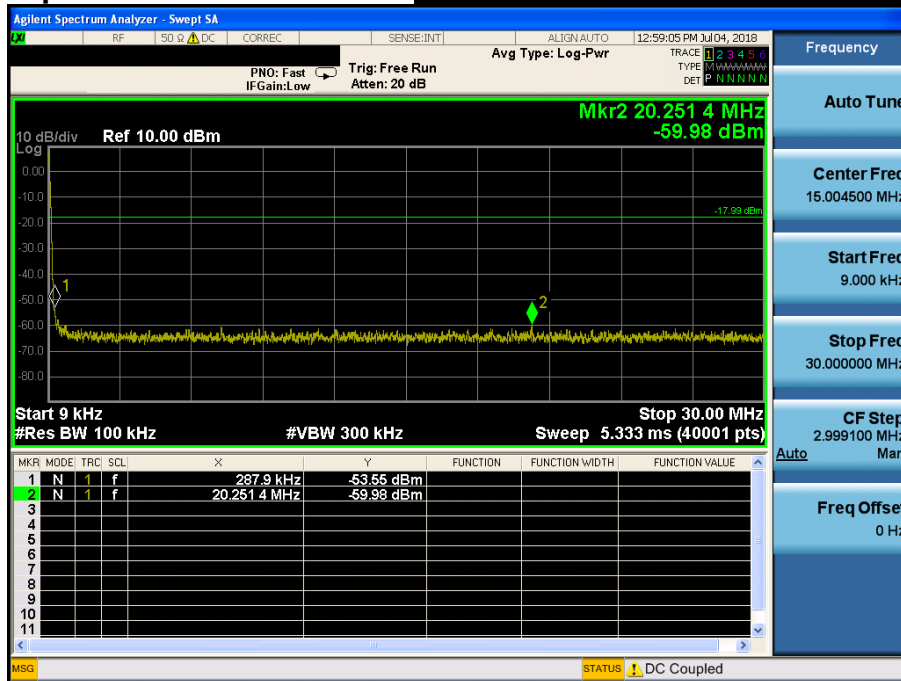 Agilent Spectrum Analyzer - Swept SA
LXI RF 50 Ω DC CORREC SENSE:INT ALIGN AUTO 12:59:05 PM Jul 04, 2018
Frequency
Avg Type: Log-Pwr TRACE 1 2 3 4 5 6
PNO: Fast Trig: Free Run TYPE M WWWWW
IFGain:Low Atten: 20 dB DET P N N N N N
Auto Tune
Mkr2 20.251 4 MHz
10 dB/div Ref 10.00 dBm -59.98 dBm
Log
0.00
-10.0
-17.99 dBm
-20.0
-30.0
-40.0
1
-50.0
2
-60.0
-70.0
-80.0
Start 9 kHz Stop 30.00 MHz
#Res BW 100 kHz #VBW 300 kHz Sweep 5.333 ms (40001 pts)
Center Freq
15.004500 MHz
Start Freq
9.000 kHz
Stop Freq
30.000000 MHz
CF Step
2.999100 MHz
Auto Man
Freq Offset
0 Hz
MKR MODE TRC SCL X Y FUNCTION FUNCTION WIDTH FUNCTION VALUE
1 N 1 f 287.9 kHz -53.55 dBm
2 N 1 f 20.251 4 MHz -59.98 dBm
3
4
5
6
7
8
9
10
11
MSG STATUS DC Coupled